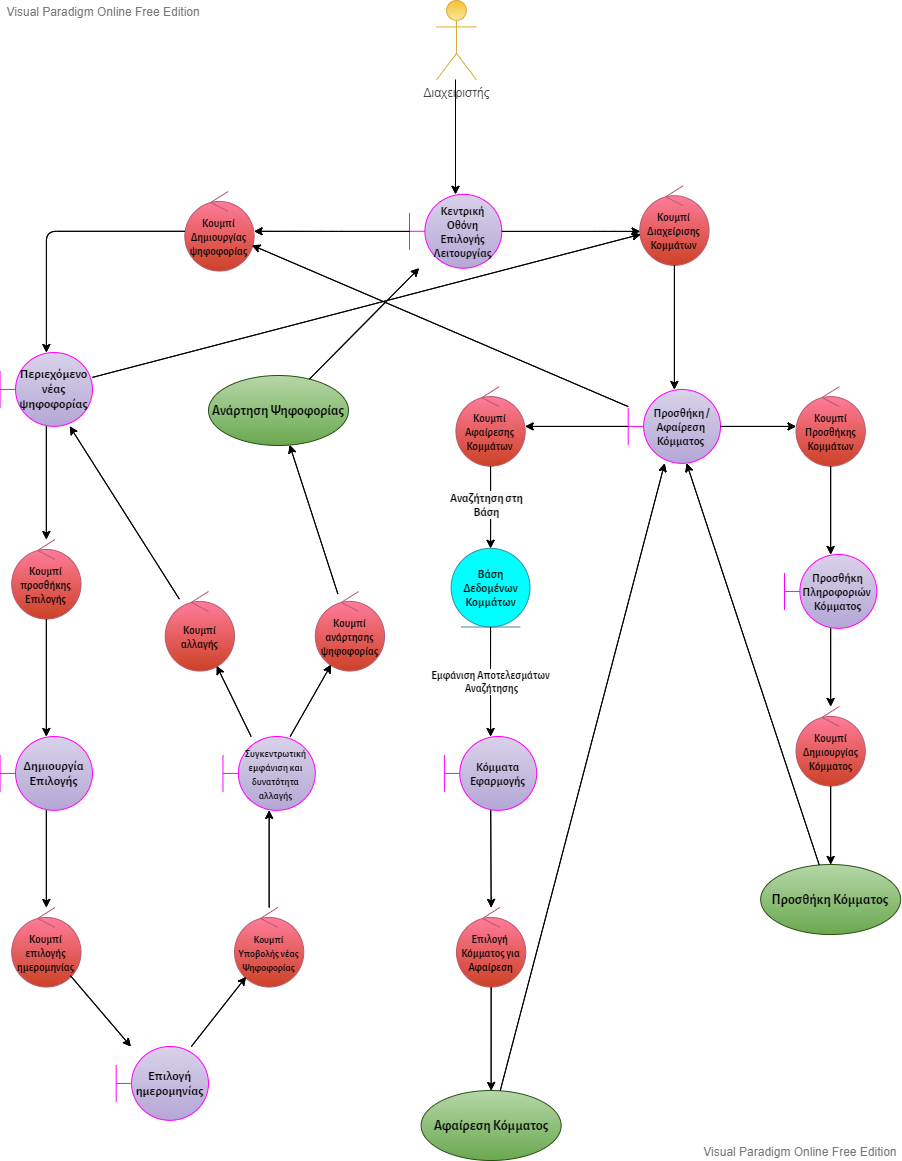 Visual Paradigm Online Free Edition
Διαχειριστής
Κουμπί
Δημιουργίας
ψηφοφορίας
Κεντρική
Οθόνη
Επιλογής
Λειτουργίας
Κουμπί
Διαχείρισης
Κομμάτων
Περιεχόμενο
νέας
ψηφοφορίας
Ανάρτηση Ψηφοφορίας
Κουμπί
Αφαίρεσης
Κομμάτων
Προσθήκη /
Αφαίρεση
Κόμματος
Κουμπί
Προσθήκης
Κομμάτων
Αναζήτηση στη
Βάση
Κουμπί
προσθήκης
Επιλογής
Βάση
Δεδομένων
Κομμάτων
Προσθήκη
Πληροφοριών
Κόμματος
Κουμπί
αλλαγής
Κουμπί
ανάρτησης
ψηφοφορίας
Εμφάνιση Αποτελεσμάτων
Αναζήτησης
Δημιουργία
Επιλογής
Συγκεντρωτική
εμφάνιση και
δυνατότητα
αλλαγής
Κόμματα
Εφαρμογής
Κουμπί
Δημιουργίας
Κόμματος
Προσθήκη Κόμματος
Κουμπί
επιλογής
ημερομηνίας
Κουμπί
Υποβολής νέας
Ψηφοφορίας
Επιλογή
Κόμματος για
Αφαίρεση
Επιλογή
ημερομηνίας
Αφαίρεση Κόμματος
Visual Paradigm Online Free Edition